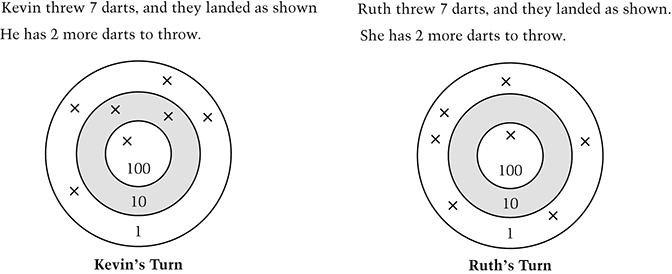 Kevin threw 7 darts, and they landed as shown
He has 2 more darts to throw.
100
10
1
Kevin's Turn
Ruth threw 7 darts, and they landed as shown.
She has 2 more darts to throw.
100
10
1
Ruth's Turn